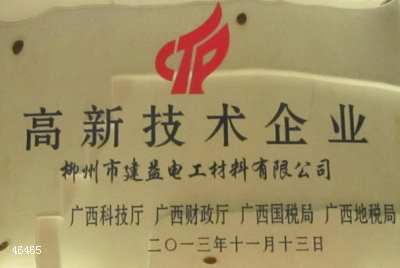 高新技术企业
柳州市建益电工材料有限公司
广西科技厅 广西财政厅 广西国税局 广西地税局
二〇一三年十一月十三日
46465